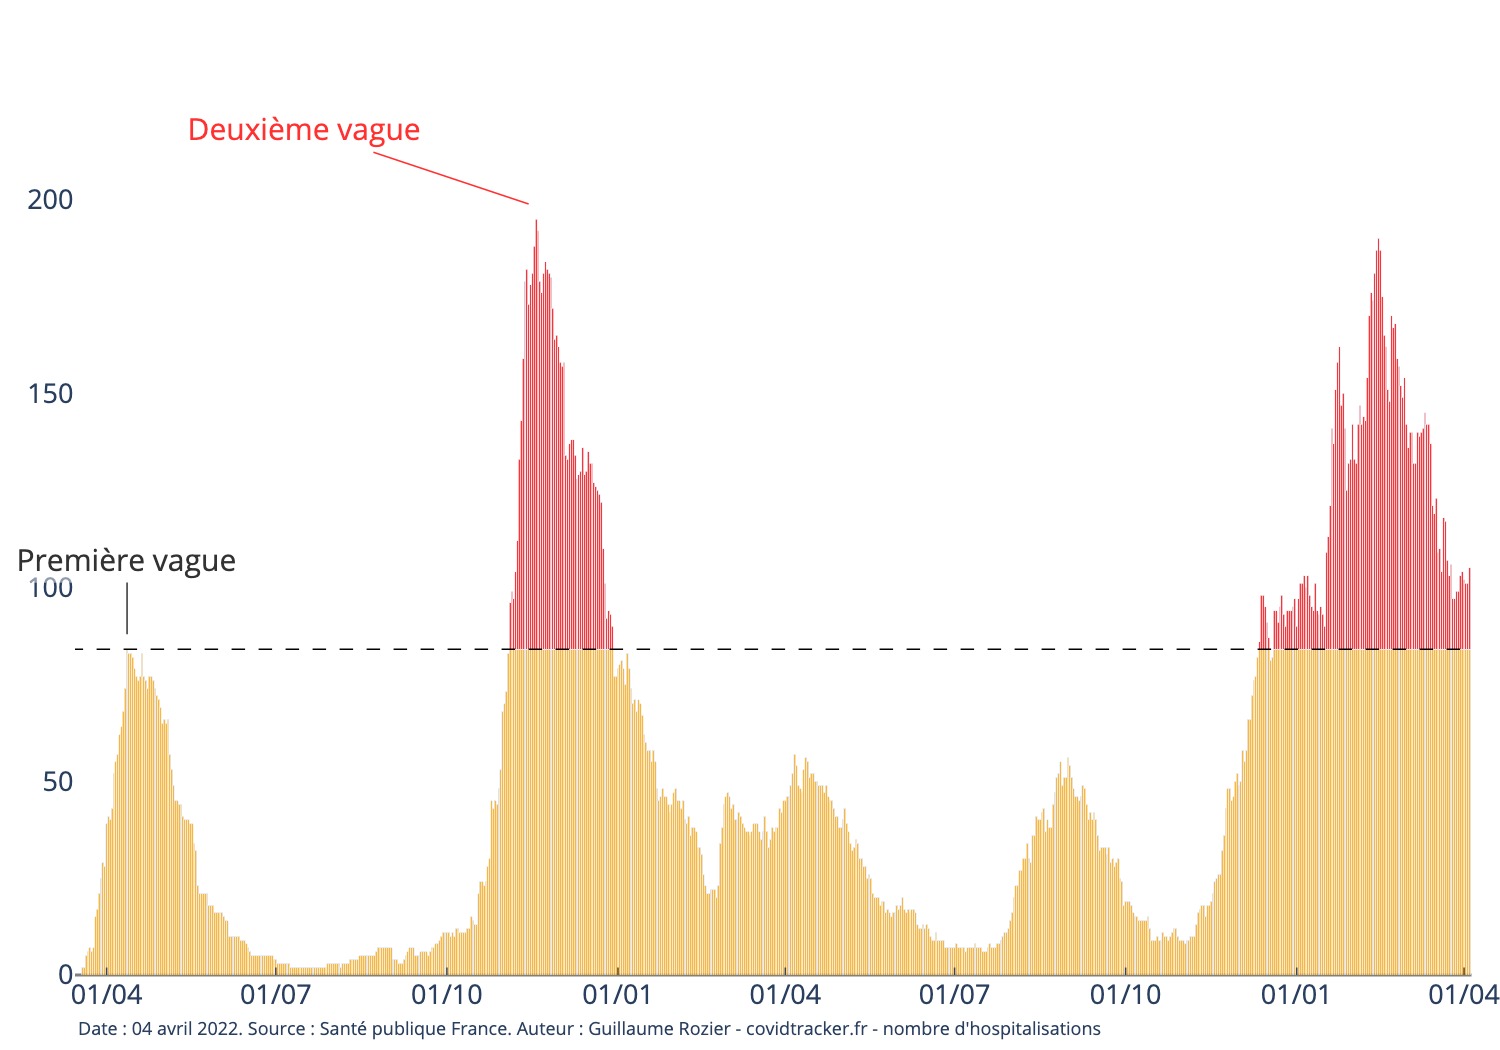 Deuxième vague
200
150
Première vague
100
50
0
01/04 01/07 01/10 01/01 01/04 01/07 01/10 01/01 01/04
Date : 04 avril 2022. Source : Santé publique France. Auteur : Guillaume Rozier - covidtracker.fr - nombre d'hospitalisations